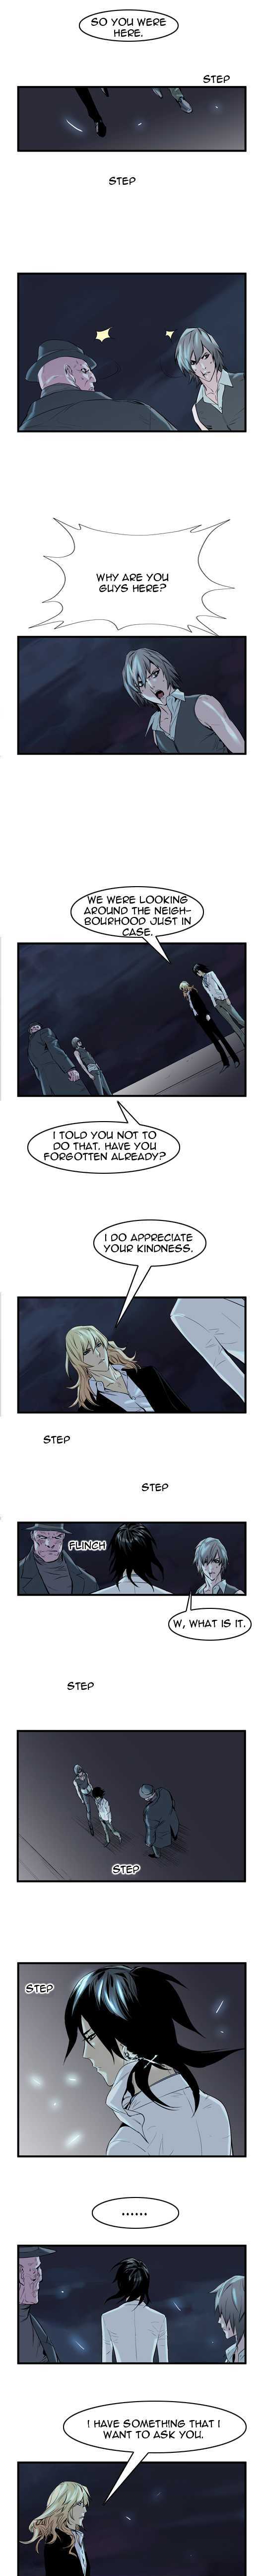 SO YOU WERE
HERE.
STEP
STEP
WHY ARE YOU
GUYS HERE?
WE WERE LOOKING
AROUND THE NEIGH-
BOURHOOD JUST IN
CASE.
I TOLD YOU NOT TO
DO THAT. HAVE YOU
FORGOTTEN ALREADY?
I DO APPRECIATE
YOUR KINDNESS.
STEP
STEP
FLINCH
W, WHAT IS IT.
STEP
STEP
STEP
......
I HAVE SOMETHING THAT I
WANT TO ASK YOU.